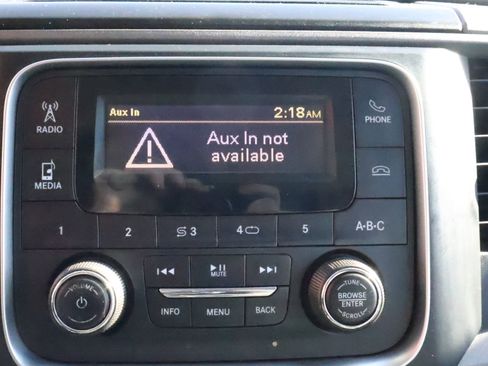 Aux In 2:18AM
Aux In not
available
RADIO
PHONE
MEDIA
1 2 3 4 5 A•B•C
VOLUME
MUTE
TUNE
BROWSE
ENTER
SCROLL
INFO MENU BACK